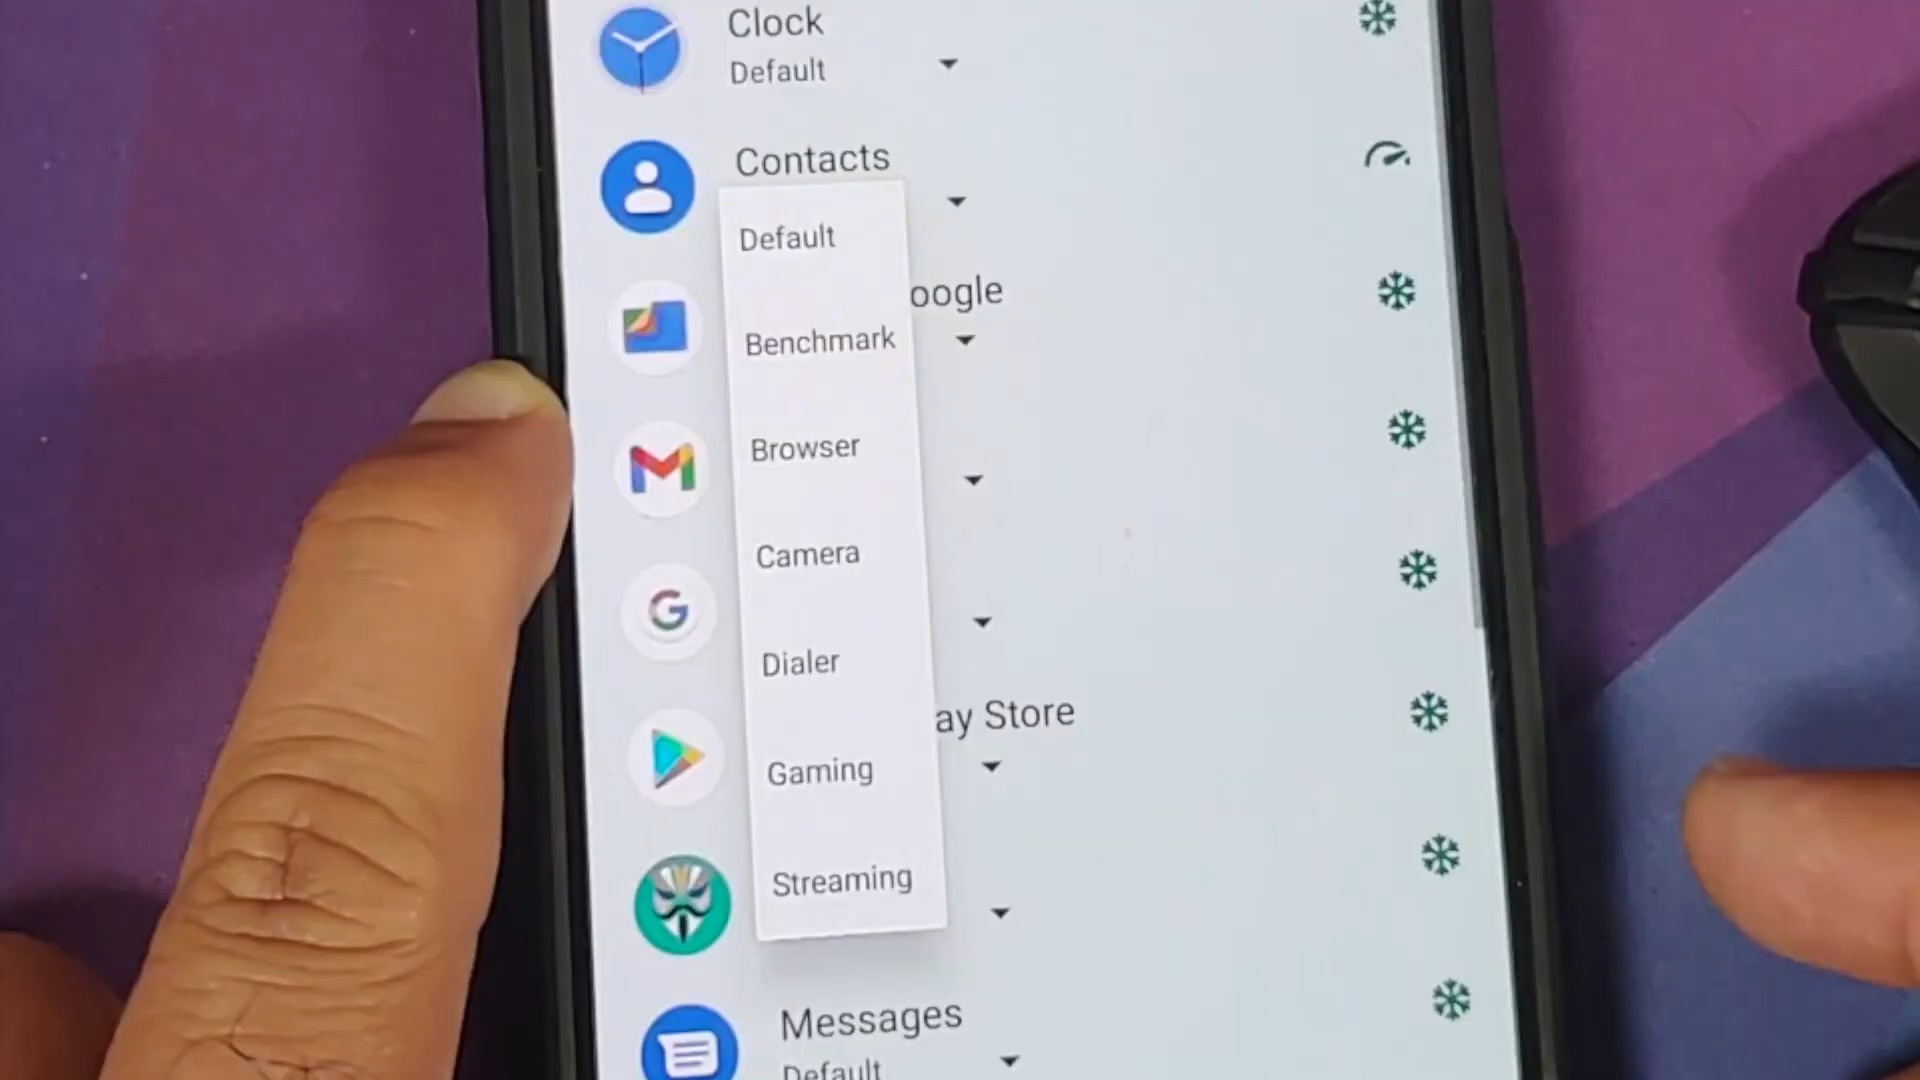 Clock
Default
Contacts
Default
oogle
Benchmark
Browser
Camera
Dialer
ay Store
Gaming
Streaming
Messages
Default